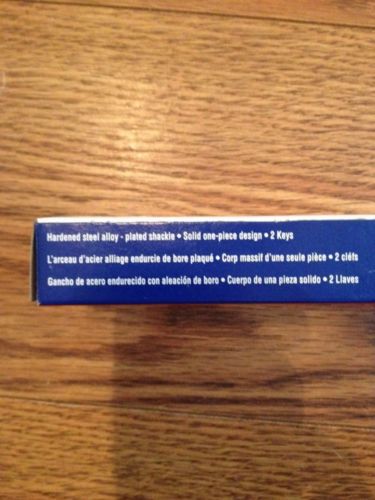 Hardened steel alloy - plated shackle • Solid one-piece design • 2 Keys
L'arceau d'acier alliage endurcie de bore plaqué • Corp massif d'une seule pièce • 2 cléfs
Gancho de acero endurecido con aleación de boro • Cuerpo de una pieza solido • 2 Llaves